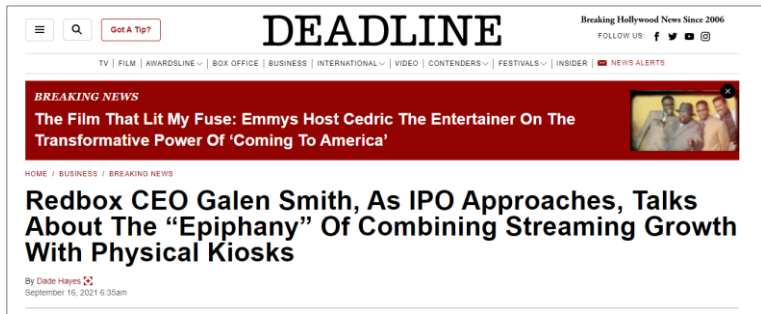 Got A Tip?
DEADLINE
Breaking Hollywood News Since 2006
FOLLOW US:
TV | FILM | AWARDSLINE | BOX OFFICE | BUSINESS | INTERNATIONAL | VIDEO | CONTENDERS | FESTIVALS | INSIDER | NEWS ALERTS
BREAKING NEWS
The Film That Lit My Fuse: Emmys Host Cedric The Entertainer On The
Transformative Power Of ‘Coming To America’
HOME / BUSINESS / BREAKING NEWS
Redbox CEO Galen Smith, As IPO Approaches, Talks
About The “Epiphany” Of Combining Streaming Growth
With Physical Kiosks
By Dade Hayes
September 16, 2021 6:35am